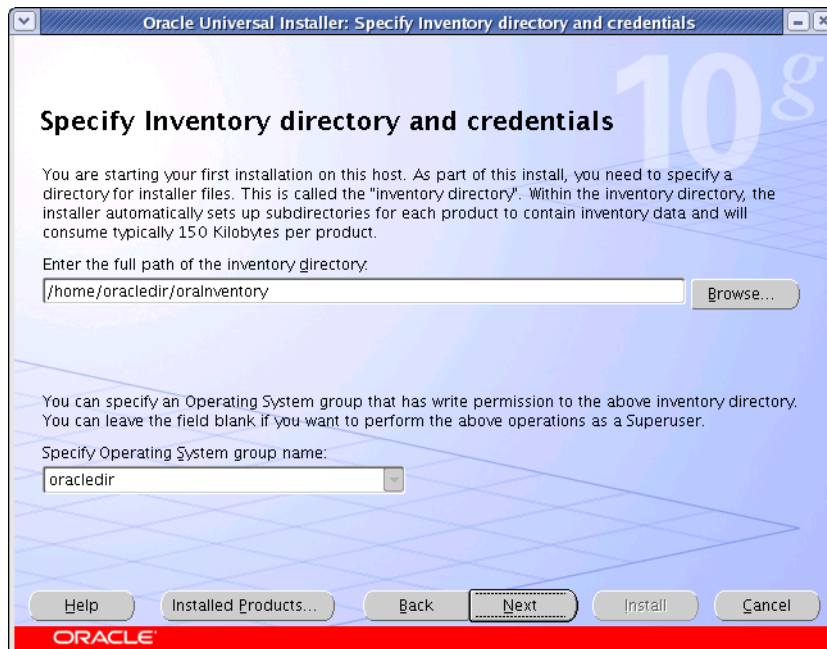 Oracle Universal Installer: Specify Inventory directory and credentials
10g
Specify Inventory directory and credentials
You are starting your first installation on this host. As part of this install, you need to specify a
directory for installer files. This is called the "inventory directory". Within the inventory directory, the
installer automatically sets up subdirectories for each product to contain inventory data and will
consume typically 150 Kilobytes per product.
Enter the full path of the inventory directory:
/home/oracledir/oraInventory
Browse...
You can specify an Operating System group that has write permission to the above inventory directory.
You can leave the field blank if you want to perform the above operations as a Superuser.
Specify Operating System group name:
oracledir
Help
Installed Products...
Back
Next
Install
Cancel
ORACLE